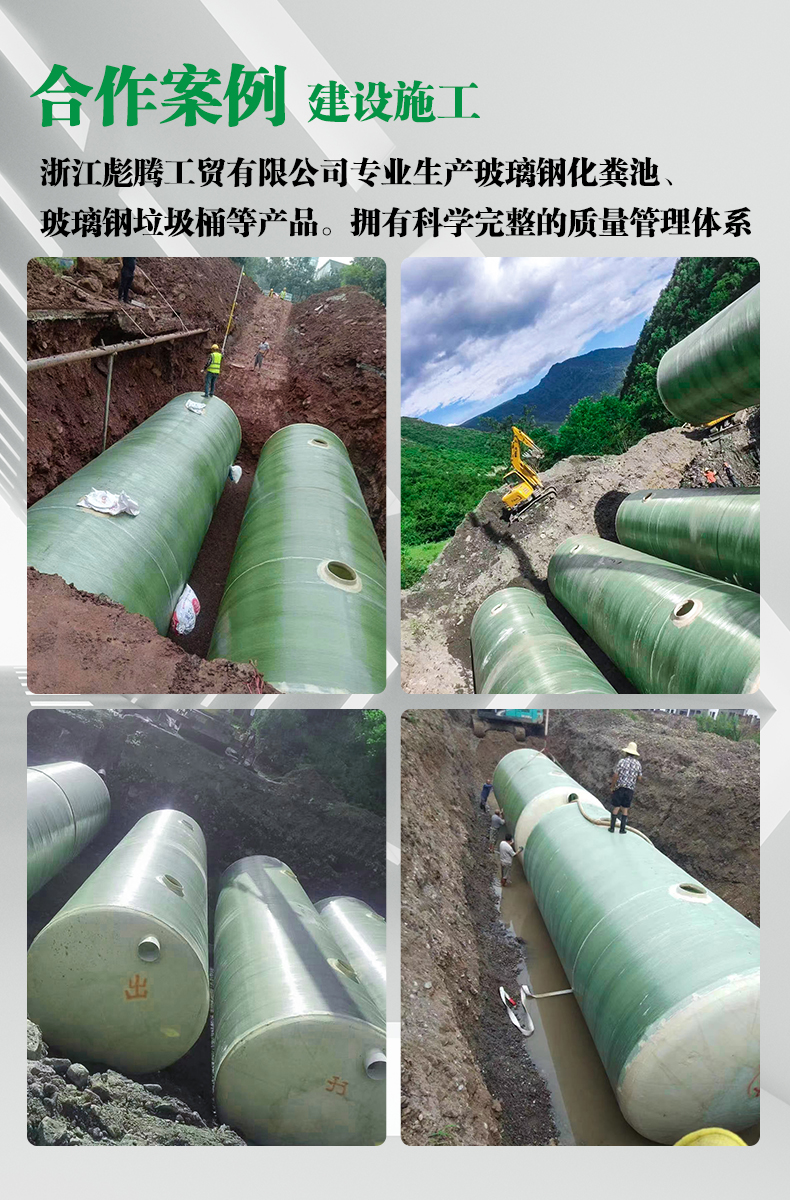 合作案例 建设施工
浙江彪腾工贸有限公司专业生产玻璃钢化粪池、
玻璃钢垃圾桶等产品。拥有科学完整的质量管理体系
出